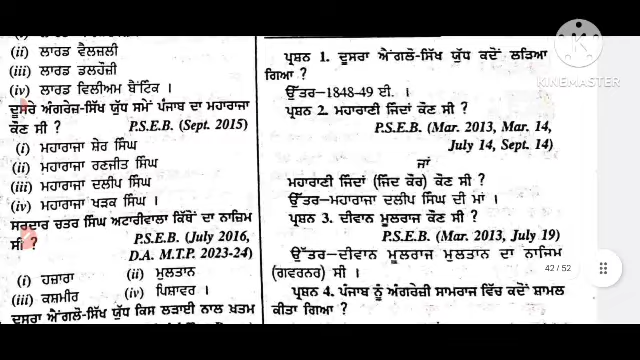 (ii) ਲਾਰਡ ਵੈਲਜ਼ਲੀ
(iii) ਲਾਰਡ ਡਲਹੌਜ਼ੀ
(iv) ਲਾਰਡ ਵਿਲੀਅਮ ਬੈਂਟਿੰਕ ।
ਦੂਸਰੇ ਅੰਗਰੇਜ਼-ਸਿੱਖ ਯੁੱਧ ਸਮੇਂ ਪੰਜਾਬ ਦਾ ਮਹਾਰਾਜਾ
ਕੌਣ ਸੀ ? P.S.E.B. (Sept. 2015)
(i) ਮਹਾਰਾਜਾ ਸ਼ੇਰ ਸਿੰਘ
(ii) ਮਹਾਰਾਜਾ ਰਣਜੀਤ ਸਿੰਘ
(iii) ਮਹਾਰਾਜਾ ਦਲੀਪ ਸਿੰਘ
(iv) ਮਹਾਰਾਜਾ ਖੜਕ ਸਿੰਘ ।
ਸਰਦਾਰ ਚਤਰ ਸਿੰਘ ਅਟਾਰੀਵਾਲਾ ਕਿੱਥੋਂ ਦਾ ਨਾਜ਼ਿਮ
ਸੀ ? P.S.E.B. (July 2016,
D.A. M.T.P. 2023-24)
(i) ਹਜ਼ਾਰਾ (ii) ਮੁਲਤਾਨ
(iii) ਕਸ਼ਮੀਰ (iv) ਪਿਸ਼ਾਵਰ ।
ਦੂਸਰਾ ਐਂਗਲੋ-ਸਿੱਖ ਯੁੱਧ ਕਿਸ ਲੜਾਈ ਨਾਲ ਖ਼ਤਮ
ਪ੍ਰਸ਼ਨ 1. ਦੂਸਰਾ ਐਂਗਲੋ-ਸਿੱਖ ਯੁੱਧ ਕਦੋਂ ਲੜਿਆ
ਗਿਆ ?
ਉੱਤਰ-1848-49 ਈ. ।
ਪ੍ਰਸ਼ਨ 2. ਮਹਾਰਾਣੀ ਜਿੰਦਾਂ ਕੌਣ ਸੀ ?
P.S.E.B. (Mar. 2013, Mar. 14,
July 14, Sept. 14)
ਜਾਂ
ਮਹਾਰਾਣੀ ਜਿੰਦਾਂ (ਜਿੰਦ ਕੌਰ) ਕੌਣ ਸੀ ?
ਉੱਤਰ-ਮਹਾਰਾਜਾ ਦਲੀਪ ਸਿੰਘ ਦੀ ਮਾਂ ।
ਪ੍ਰਸ਼ਨ 3. ਦੀਵਾਨ ਮੂਲਰਾਜ ਕੌਣ ਸੀ ?
P.S.E.B. (Mar. 2013, July 19)
ਉੱਤਰ-ਦੀਵਾਨ ਮੂਲਰਾਜ ਮੁਲਤਾਨ ਦਾ ਨਾਜਿਮ
(ਗਵਰਨਰ) ਸੀ ।
ਪ੍ਰਸ਼ਨ 4. ਪੰਜਾਬ ਨੂੰ ਅੰਗਰੇਜ਼ੀ ਸਾਮਰਾਜ ਵਿੱਚ ਕਦੋਂ ਸ਼ਾਮਲ
ਕੀਤਾ ਗਿਆ ?
42 / 52
KINEMASTER